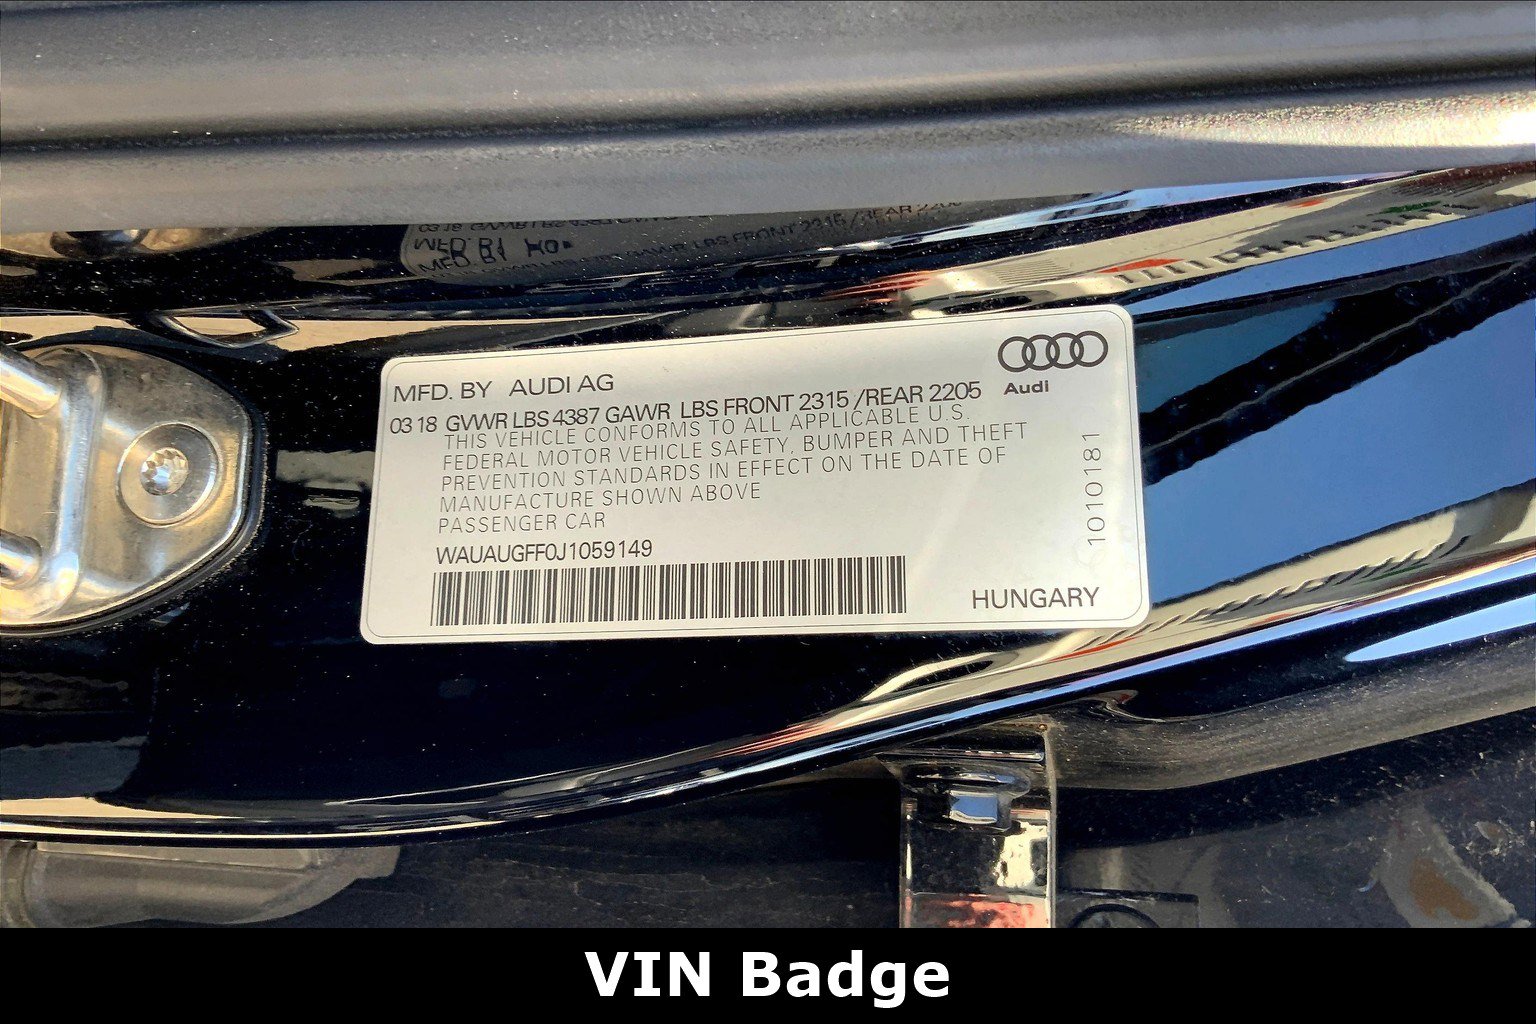 MFD. BY AUDI AG
Audi
03 18 GVWR LBS 4387 GAWR LBS FRONT 2315 /REAR 2205
THIS VEHICLE CONFORMS TO ALL APPLICABLE U.S.
FEDERAL MOTOR VEHICLE SAFETY, BUMPER AND THEFT
PREVENTION STANDARDS IN EFFECT ON THE DATE OF
MANUFACTURE SHOWN ABOVE
PASSENGER CAR
1010181
WAUAUGFF0J1059149
HUNGARY
VIN Badge